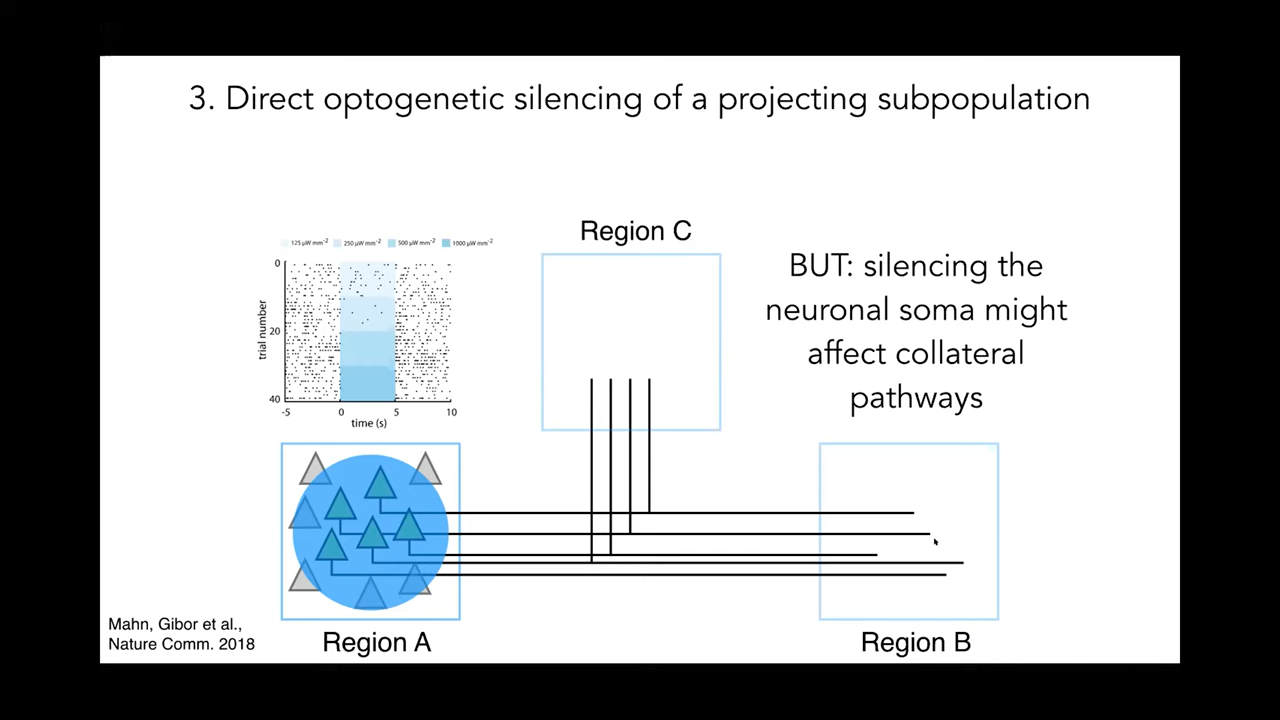 3. Direct optogenetic silencing of a projecting subpopulation
Region C
125 µW mm-2 250 µW mm-2 500 µW mm-2 1000 µW mm-2
0
20
40
trial number
-5 0 5 10
time (s)
BUT: silencing the
neuronal soma might
affect collateral
pathways
Mahn, Gibor et al.,
Nature Comm. 2018
Region A
Region B